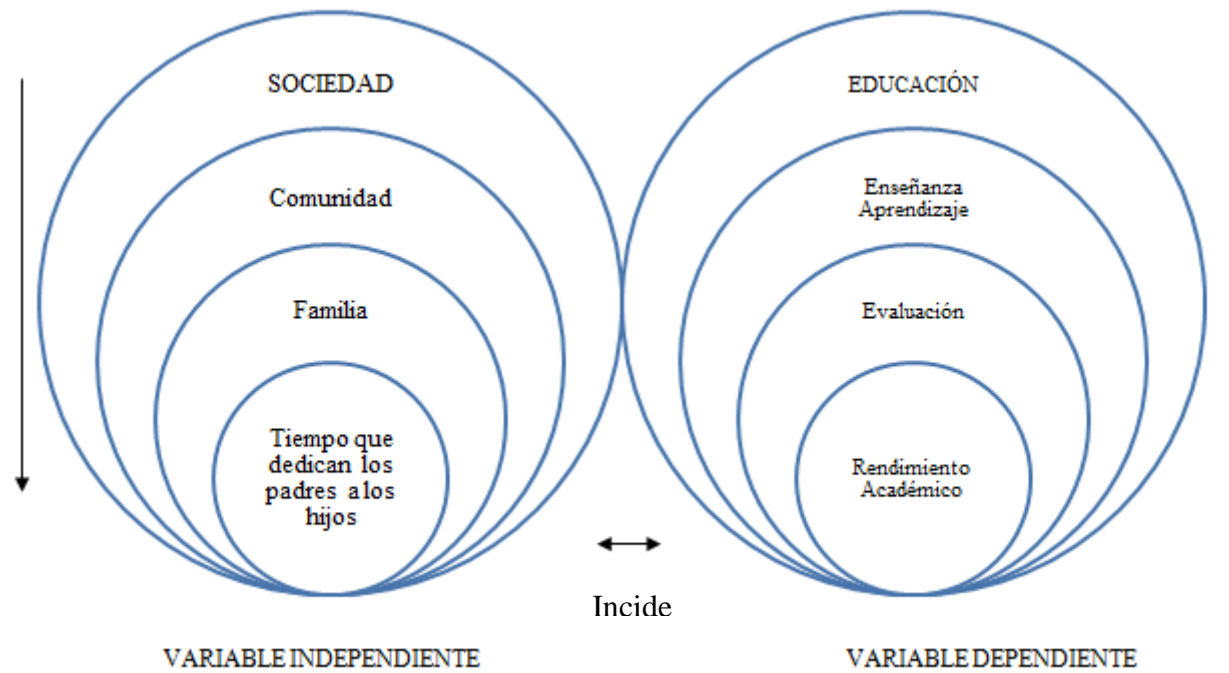 SOCIEDAD
Comunidad
Familia
Tiempo que
dedican los
padres a los
hijos
EDUCACIÓN
Enseñanza
Aprendizaje
Evaluación
Rendimiento
Académico
Incide
VARIABLE INDEPENDIENTE
VARIABLE DEPENDIENTE